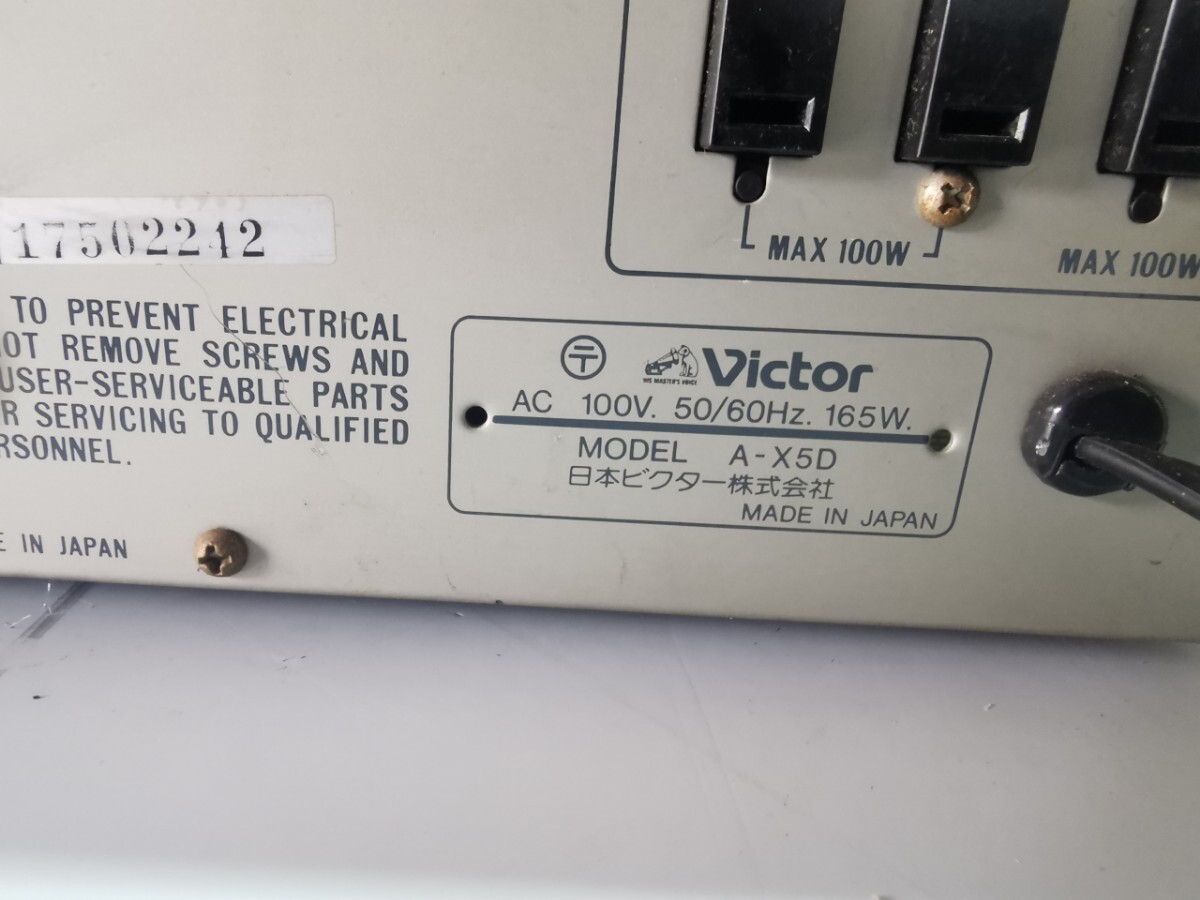 17502242
TO PREVENT ELECTRICAL
NOT REMOVE SCREWS AND
USER-SERVICEABLE PARTS
SERVICING TO QUALIFIED
PERSONNEL.
IN JAPAN
MAX 100W
MAX 100W
〒
HIS MASTER'S VOICE
Victor
AC 100V. 50/60Hz. 165W.
MODEL A-X5D
日本ビクター株式会社
MADE IN JAPAN